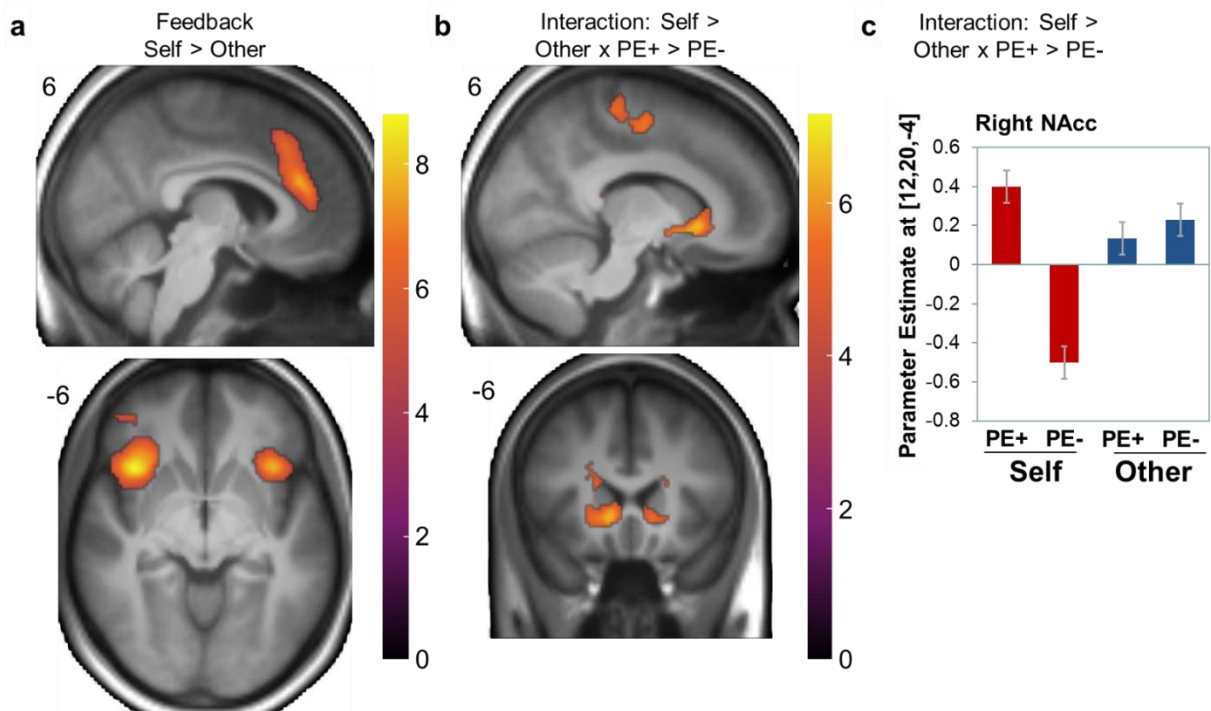 a
Feedback
Self > Other
6
-6
8
6
4
2
0
b
Interaction: Self >
Other x PE+ > PE-
6
-6
6
4
2
0
c
Interaction: Self >
Other x PE+ > PE-
Right NAcc
Parameter Estimate at [12,20,-4]
0.6
0.4
0.2
0
-0.2
-0.4
-0.6
-0.8
PE+ PE- PE+ PE-
Self Other